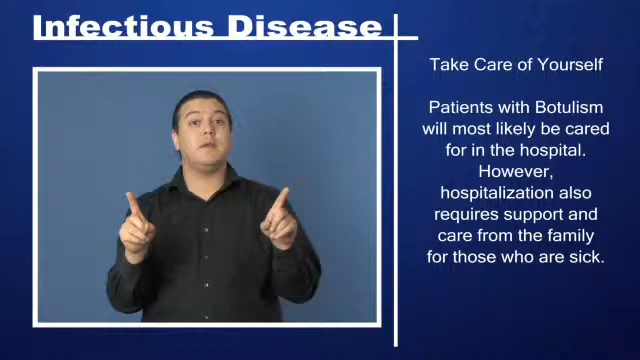 Infectious Disease
Take Care of Yourself
Patients with Botulism
will most likely be cared
for in the hospital.
However,
hospitalization also
requires support and
care from the family
for those who are sick.